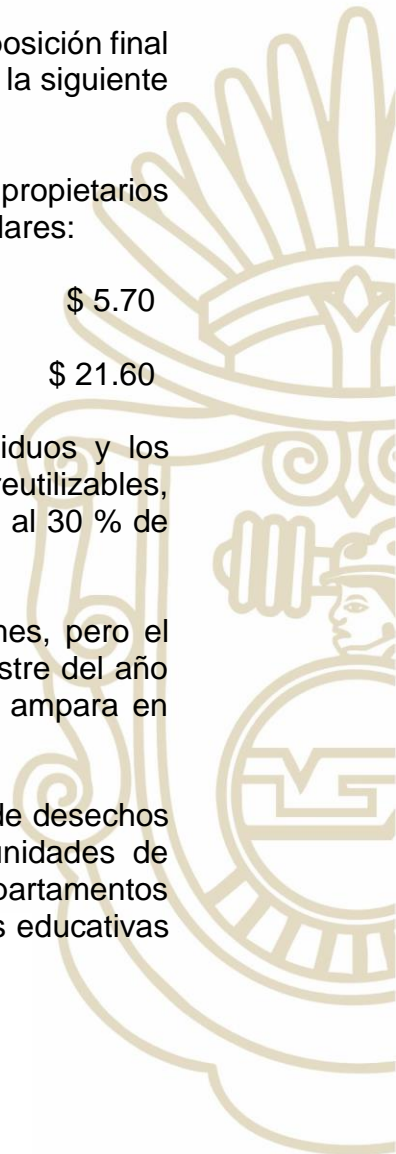 posición final
la siguiente
propietarios
lares:
$ 5.70
$ 21.60
iduos y los
reutilizables,
al 30 % de
nes, pero el
estre del año
ampara en
de desechos
unidades de
partamentos
s educativas